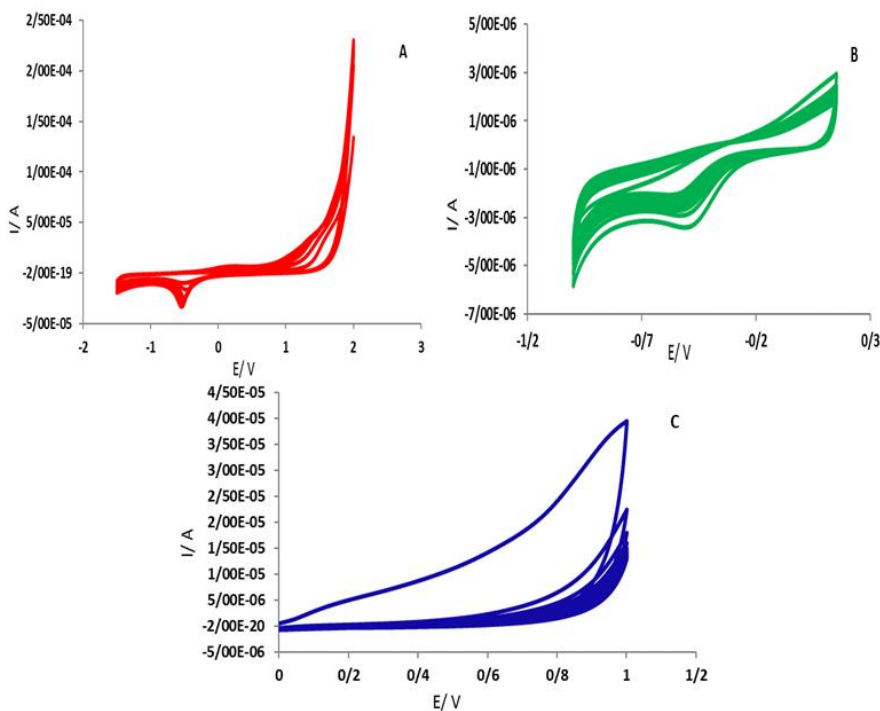 A
2/50E-04
2/00E-04
1/50E-04
1/00E-04
5/00E-05
-2/00E-19
-5/00E-05
I/ A
-2 -1 0 1 2 3
E/ V
B
5/00E-06
3/00E-06
1/00E-06
-1/00E-06
-3/00E-06
-5/00E-06
-7/00E-06
I/ A
-1/2 -0/7 -0/2 0/3
E/ V
C
4/50E-05
4/00E-05
3/50E-05
3/00E-05
2/50E-05
2/00E-05
1/50E-05
1/00E-05
5/00E-06
-2/00E-20
-5/00E-06
I/ A
0 0/2 0/4 0/6 0/8 1 1/2
E/ V